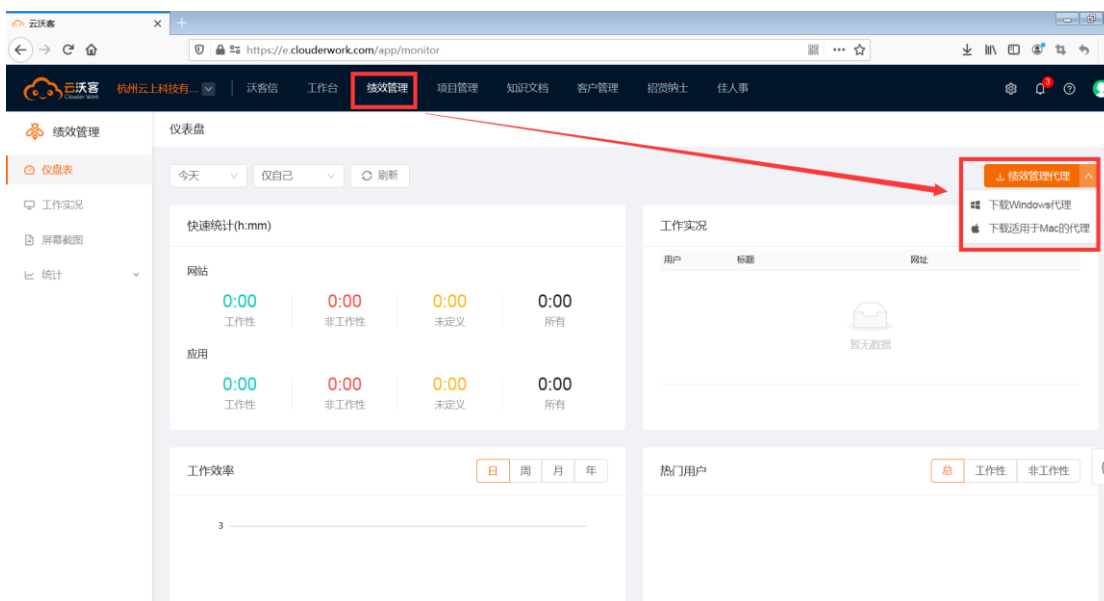 云沃客
https://e.clouderwork.com/app/monitor
云沃客
Clouder Work
杭州云上科技有...
沃客信 工作台 绩效管理 项目管理 知识文档 客户管理 招贤纳士 佳人事
3
绩效管理
仪表盘
仪盘表
今天 仅自己 刷新
绩效管理代理
下载Windows代理
下载适用于Mac的代理
工作实况
屏幕截图
统计
快速统计(h:mm)
工作实况
网站
用户 标题 网址
0:00 0:00 0:00 0:00
工作性 非工作性 未定义 所有
暂无数据
应用
0:00 0:00 0:00 0:00
工作性 非工作性 未定义 所有
工作效率
日 周 月 年
热门用户
总 工作性 非工作性
3